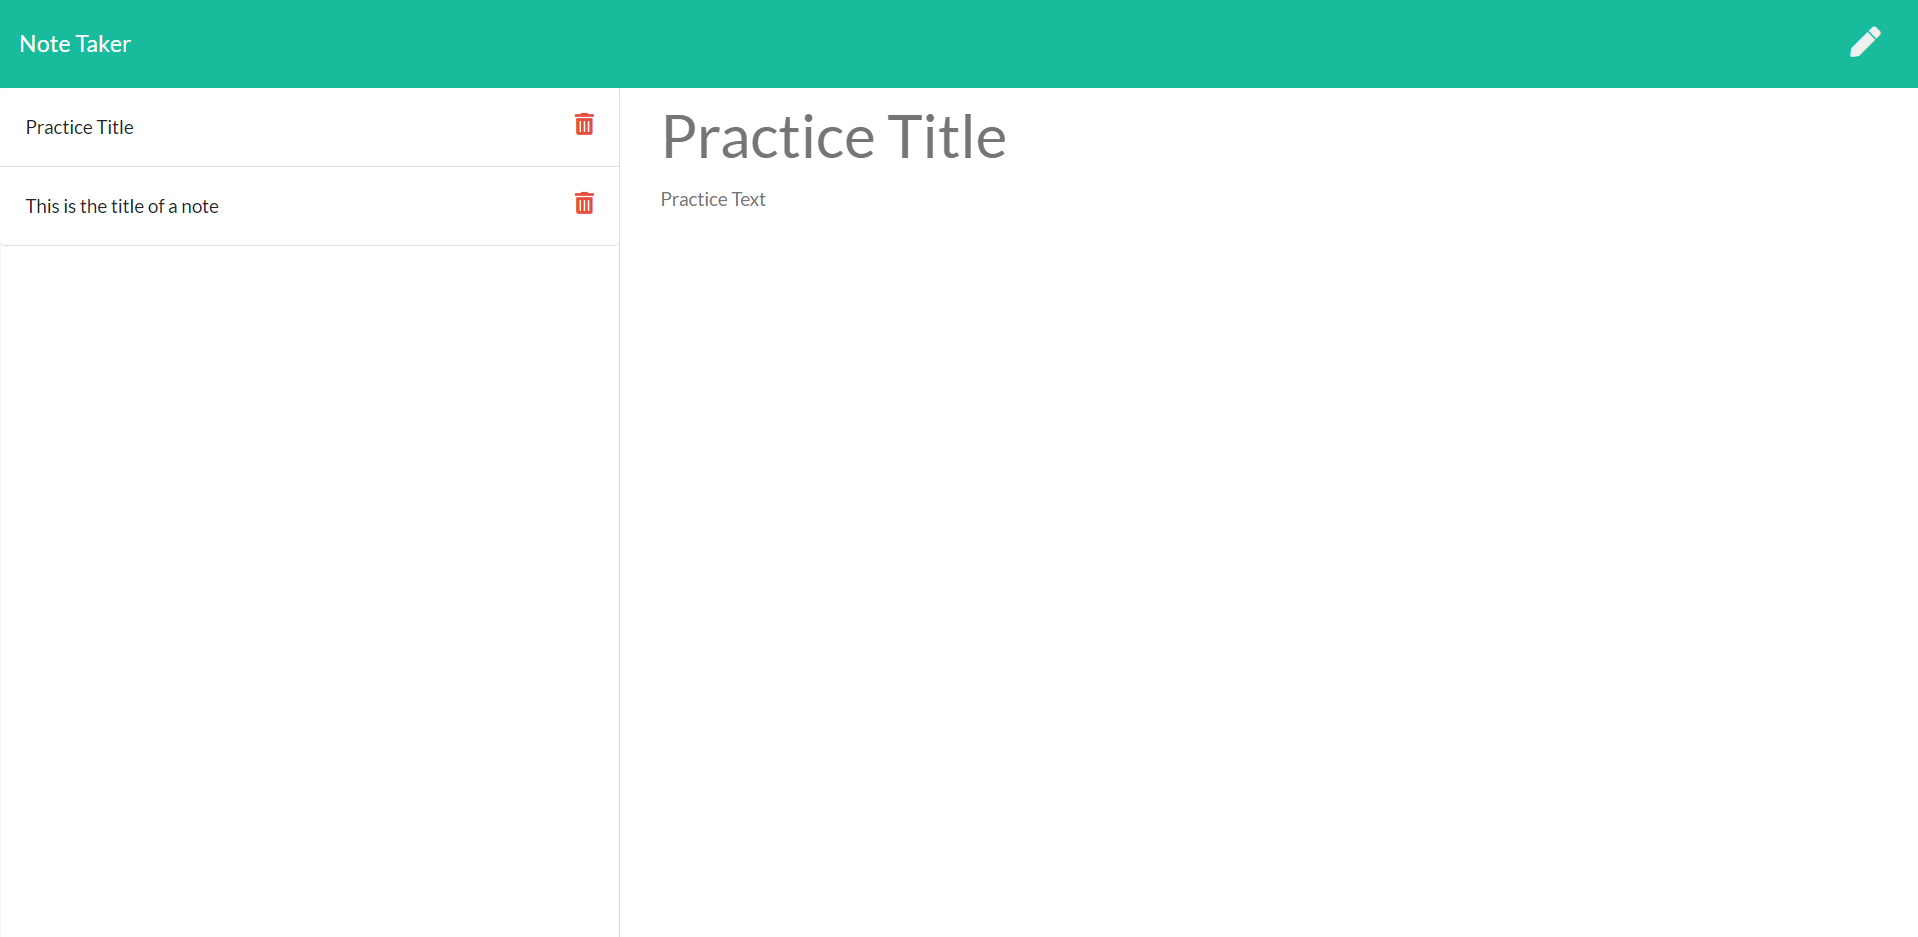 Note Taker
Practice Title
This is the title of a note
Practice Title
Practice Text